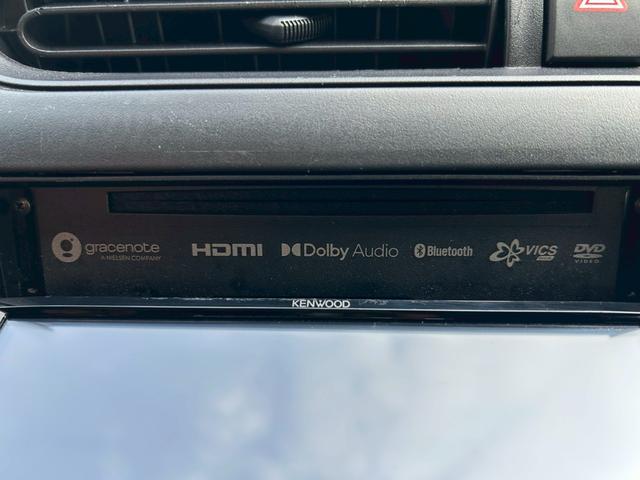 gracenote
A NIELSEN COMPANY
HDMI
Dolby Audio
Bluetooth
VICS
DVD
VIDEO
KENWOOD